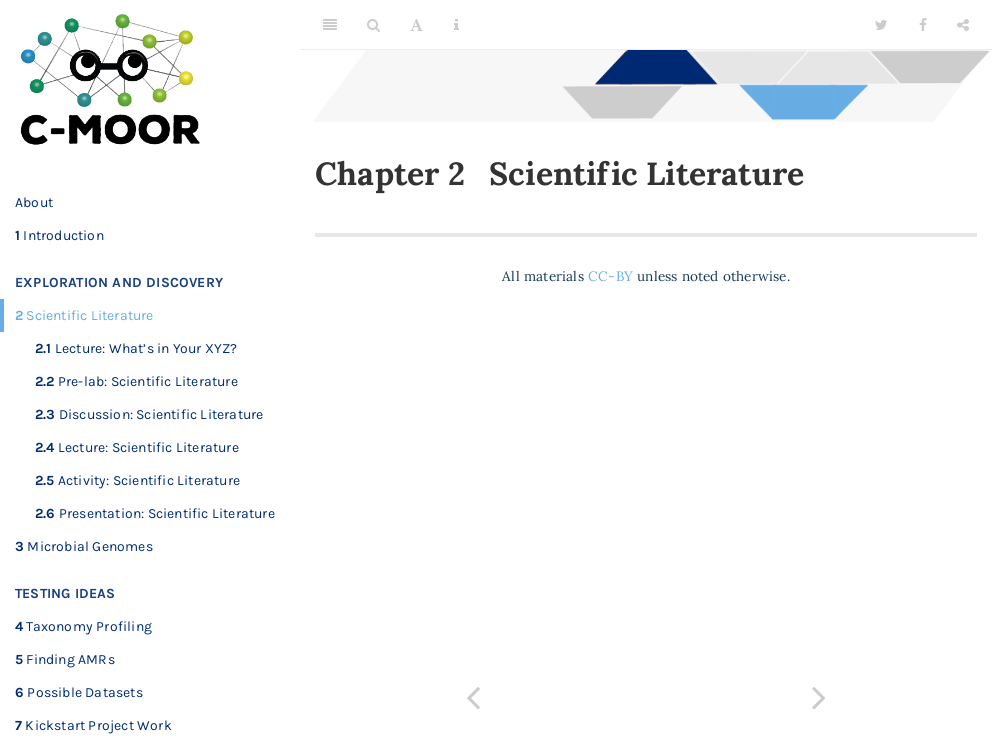 C-MOOR
About
1 Introduction
EXPLORATION AND DISCOVERY
2 Scientific Literature
2.1 Lecture: What's in Your XYZ?
2.2 Pre-lab: Scientific Literature
2.3 Discussion: Scientific Literature
2.4 Lecture: Scientific Literature
2.5 Activity: Scientific Literature
2.6 Presentation: Scientific Literature
3 Microbial Genomes
TESTING IDEAS
4 Taxonomy Profiling
5 Finding AMRs
6 Possible Datasets
7 Kickstart Project Work
A
Chapter 2 Scientific Literature
All materials CC-BY unless noted otherwise.